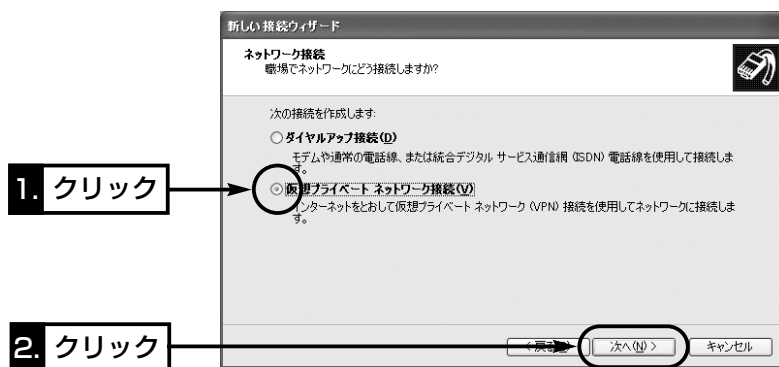 新しい接続ウィザード
ネットワーク接続
職場でネットワークにどう接続しますか?
次の接続を作成します:
ダイヤルアップ接続(D)
モデムや通常の電話線、または統合デジタル サービス通信網 (ISDN) 電話線を使用して接続しま
す。
1. クリック
仮想プライベート ネットワーク接続(V)
インターネットをとおして仮想プライベート ネットワーク (VPN) 接続を使用してネットワークに接続しま
す。
2. クリック
< 戻る
次へ(N) >
キャンセル